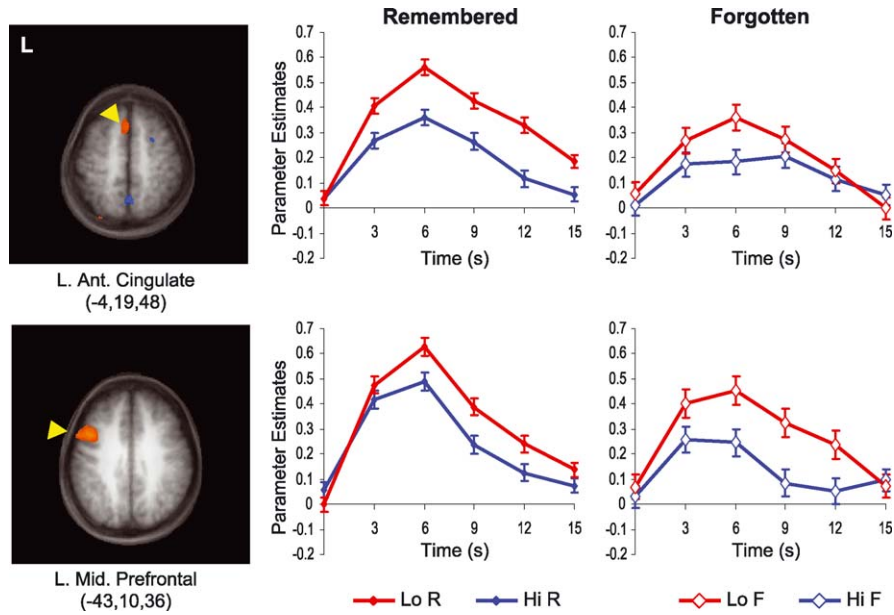 L
L. Ant. Cingulate
(-4,19,48)
Remembered
Parameter Estimates
0.7
0.6
0.5
0.4
0.3
0.2
0.1
0
-0.1
-0.2
3 6 9 12 15
Time (s)
Forgotten
0.7
0.6
0.5
0.4
0.3
0.2
0.1
0
-0.1
-0.2
3 6 9 12 15
Time (s)
L. Mid. Prefrontal
(-43,10,36)
Parameter Estimates
0.7
0.6
0.5
0.4
0.3
0.2
0.1
0
-0.1
0.2
3 6 9 12 15
Time (s)
0.7
0.6
0.5
0.4
0.3
0.2
0.1
0
-0.1
0.2
3 6 9 12 15
Time (s)
Lo R Hi R
Lo F Hi F